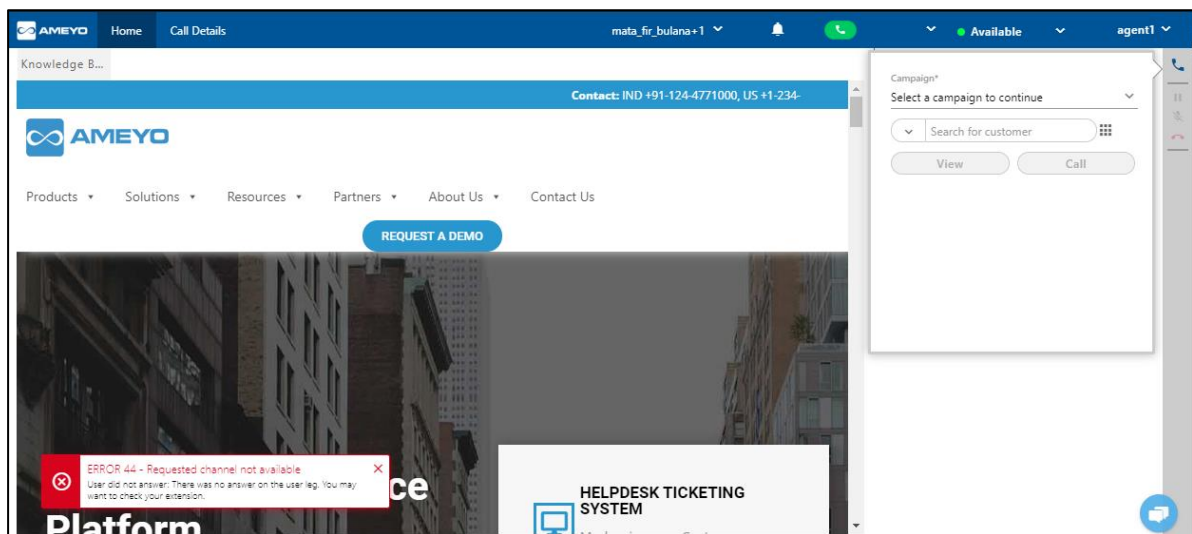 AMEYO Home Call Details mata_fir_bulana+1 Available agent1
Knowledge B...
Contact: IND +91-124-4771000, US +1-234-
AMEYO
Products Solutions Resources Partners About Us Contact Us
REQUEST A DEMO
Campaign*
Select a campaign to continue
Search for customer
View Call
ERROR 44 - Requested channel not available
User did not answer: There was no answer on the user leg. You may
want to check your extension.
ce
Platform
HELPDESK TICKETING
SYSTEM